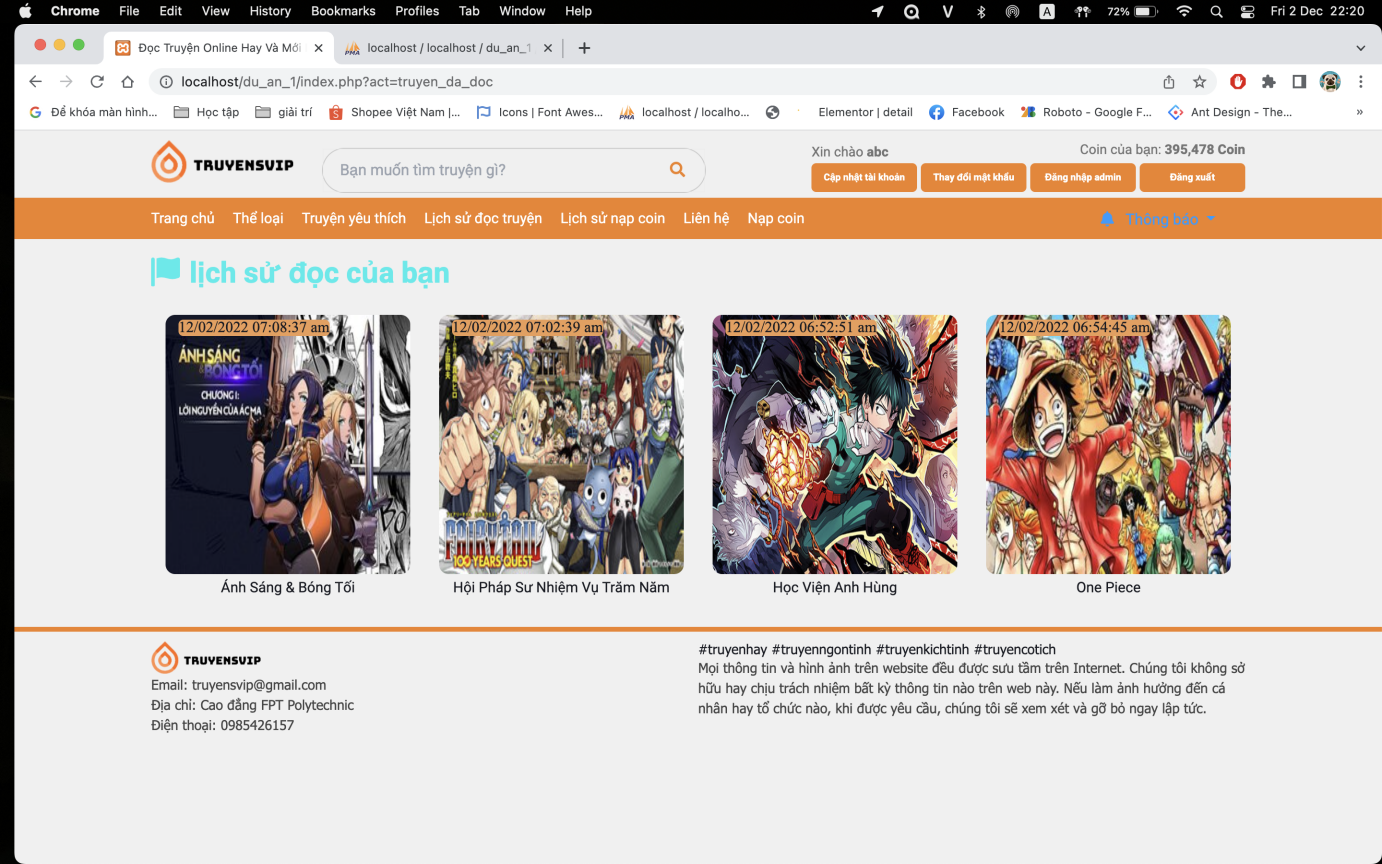 Chrome File Edit View History Bookmarks Profiles Tab Window Help
A 72% Fri 2 Dec 22:20
Đọc Truyện Online Hay Và Mới
localhost / localhost / du_an_1
localhost/du_an_1/index.php?act=truyen_da_doc
Để khóa màn hình... Học tập giải trí Shopee Việt Nam |... Icons | Font Awes... localhost / localho... Elementor | detail Facebook Roboto - Google F... Ant Design - The... »
TRUYENSVIP
Bạn muốn tìm truyện gì?
Xin chào abc
Coin của bạn: 395,478 Coin
Cập nhật tài khoản Thay đổi mật khẩu Đăng nhập admin Đăng xuất
Trang chủ Thể loại Truyện yêu thích Lịch sử đọc truyện Lịch sử nạp coin Liên hệ Nạp coin Thông báo
lịch sử đọc của bạn
12/02/2022 07:08:37 am
ÁNH SÁNG
& BÓNG TỐI
CHƯƠNG 1:
LỜI NGUYỀN CỦA ÁC MA
Ánh Sáng & Bóng Tối
12/02/2022 07:02:39 am
FAIRY TAIL
100 YEARS QUEST
Hội Pháp Sư Nhiệm Vụ Trăm Năm
12/02/2022 06:52:51 am
Học Viện Anh Hùng
12/02/2022 06:54:45 am
One Piece
TRUYENSVIP
Email: truyensvip@gmail.com
Địa chỉ: Cao đẳng FPT Polytechnic
Điện thoại: 0985426157
#truyenhay #truyenngontinh #truyenkichtinh #truyencotich
Mọi thông tin và hình ảnh trên website đều được sưu tầm trên Internet. Chúng tôi không sở
hữu hay chịu trách nhiệm bất kỳ thông tin nào trên web này. Nếu làm ảnh hưởng đến cá
nhân hay tổ chức nào, khi được yêu cầu, chúng tôi sẽ xem xét và gỡ bỏ ngay lập tức.